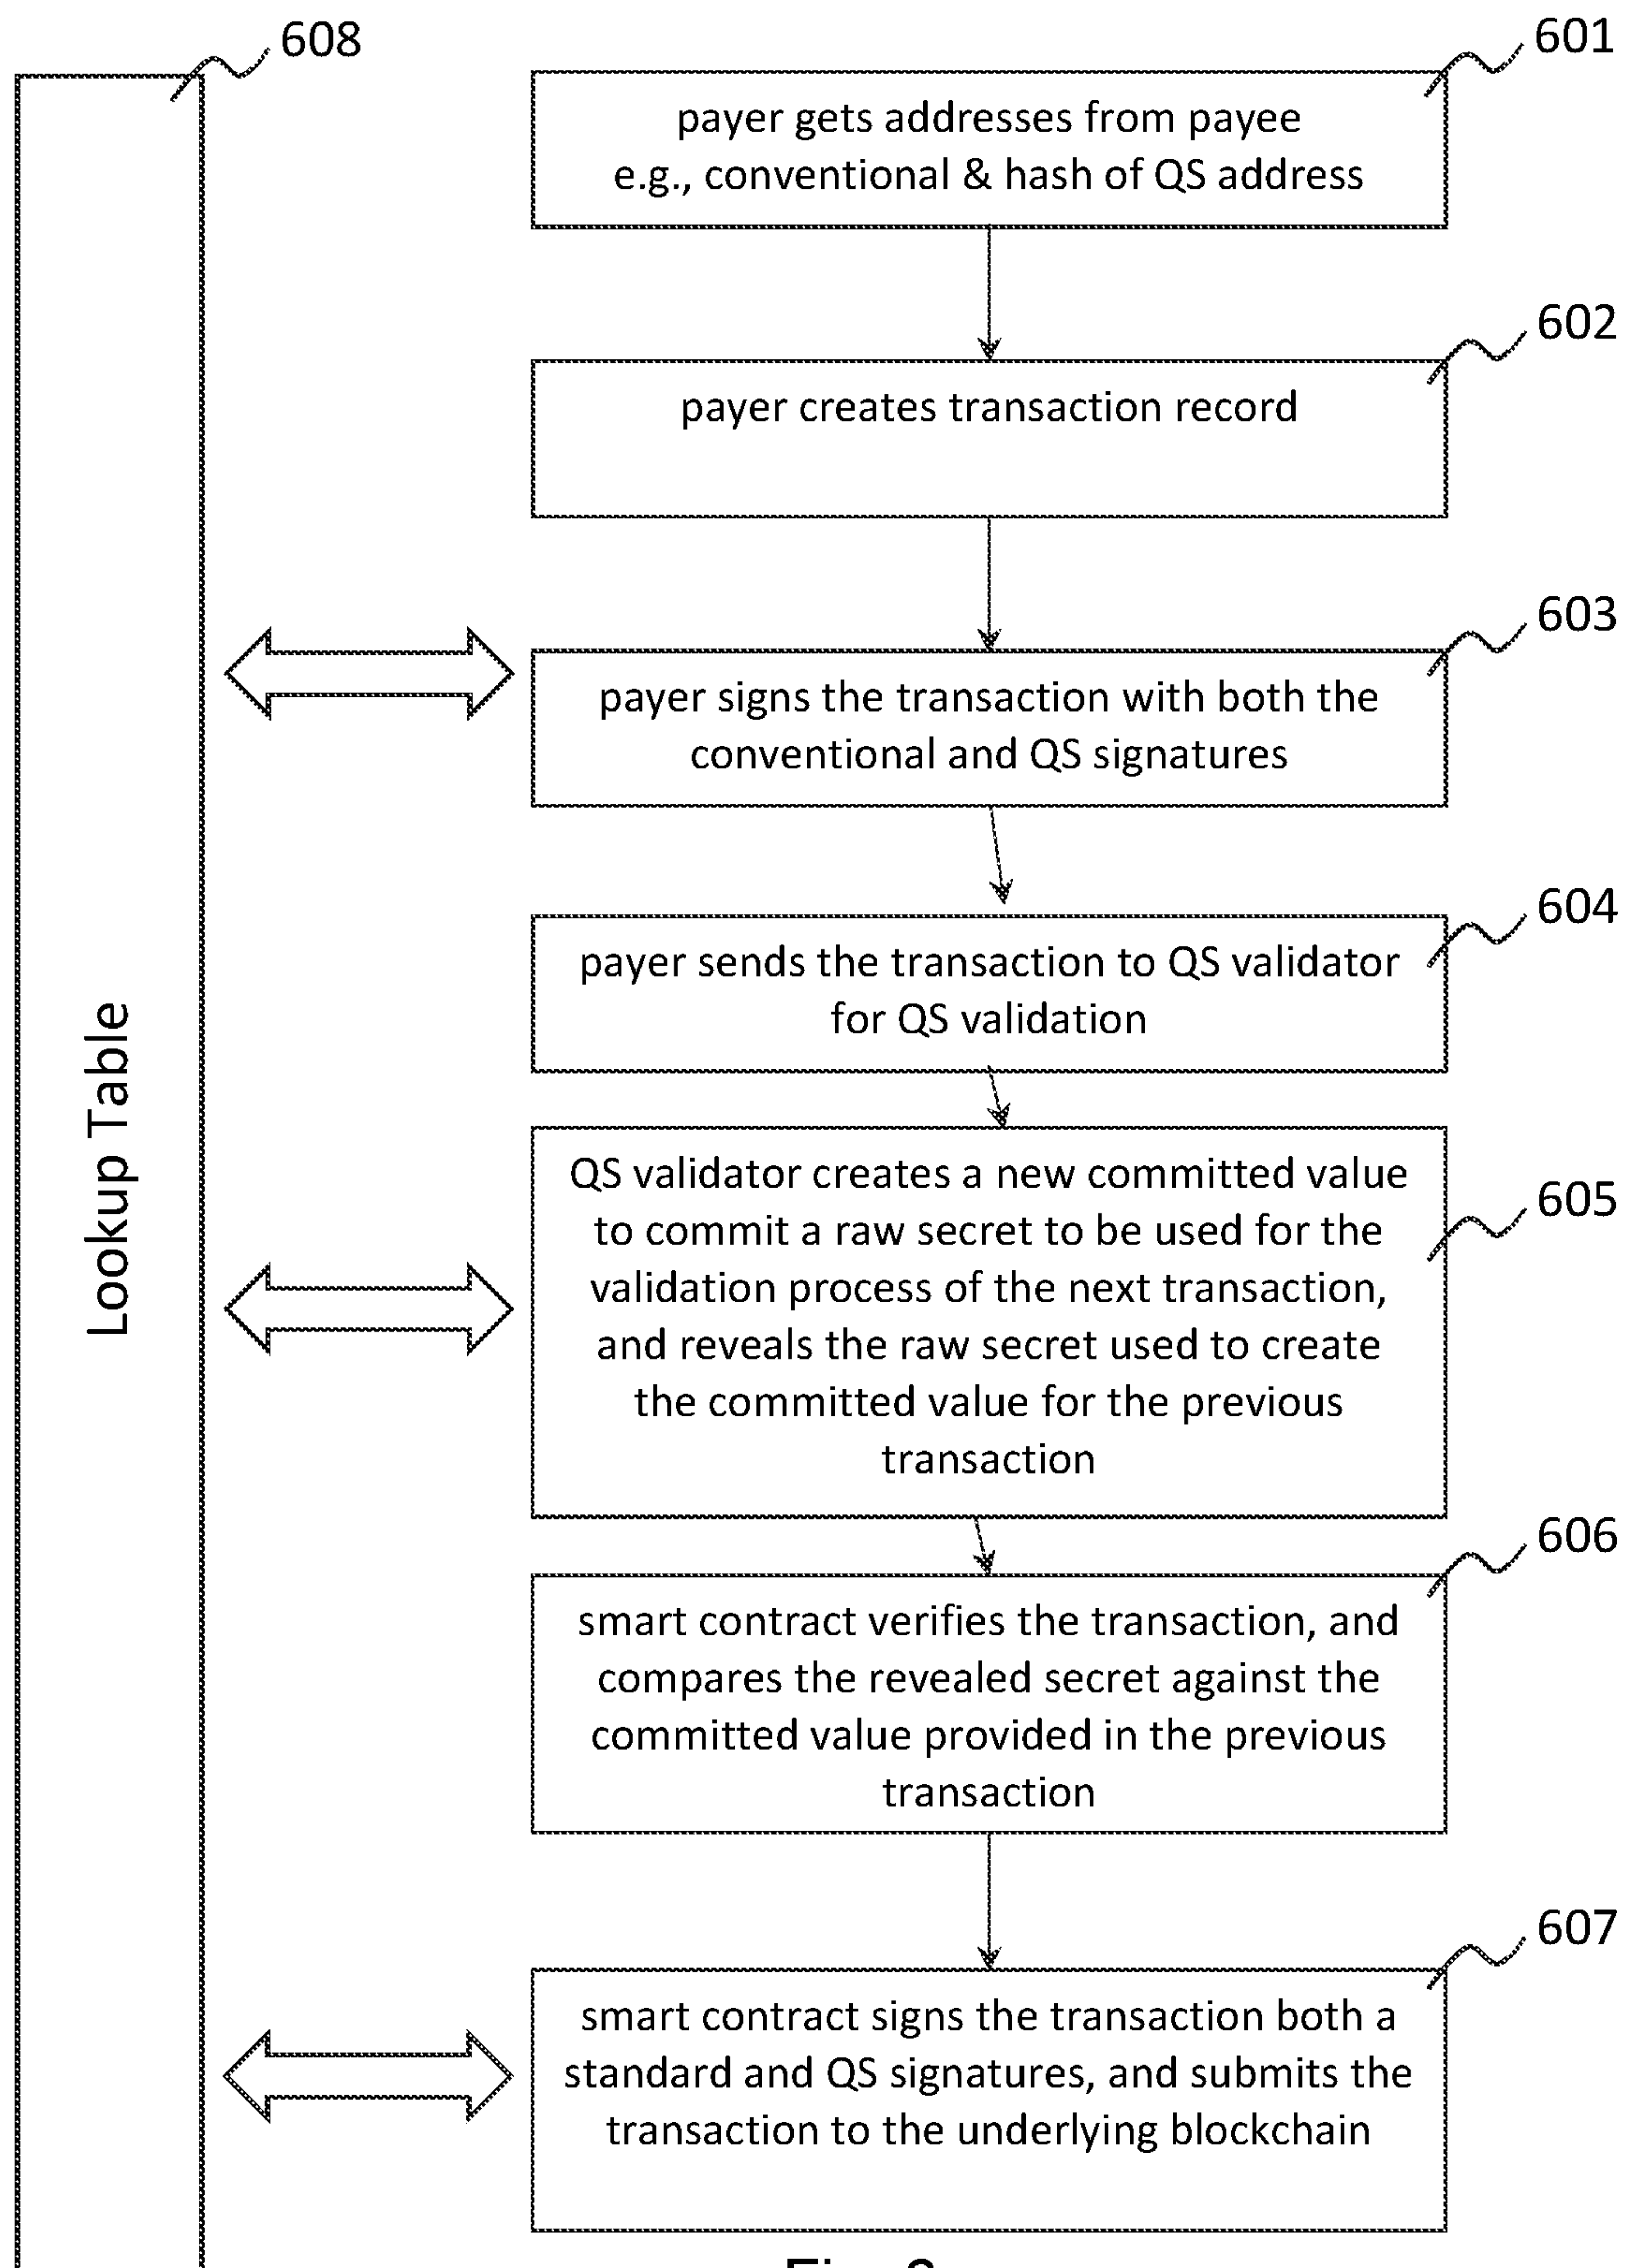 608
601
payer gets addresses from payee
e.g., conventional & hash of QS address
602
payer creates transaction record
603
payer signs the transaction with both the
conventional and QS signatures
604
payer sends the transaction to QS validator
for QS validation
Lookup Table
605
QS validator creates a new committed value
to commit a raw secret to be used for the
validation process of the next transaction,
and reveals the raw secret used to create
the committed value for the previous
transaction
606
smart contract verifies the transaction, and
compares the revealed secret against the
committed value provided in the previous
transaction
607
smart contract signs the transaction both a
standard and QS signatures, and submits the
transaction to the underlying blockchain